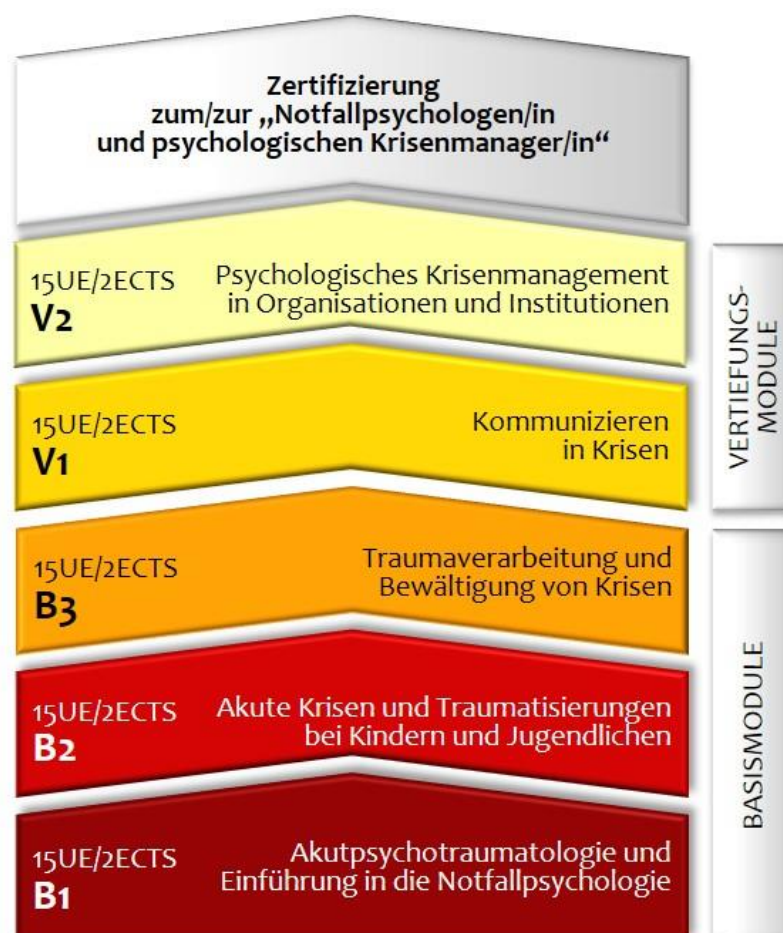 Zertifizierung
zum/zur „Notfallpsychologen/in
und psychologischen Krisenmanager/in“
15UE/2ECTS
V2
Psychologisches Krisenmanagement
in Organisationen und Institutionen
15UE/2ECTS
V1
Kommunizieren
in Krisen
VERTIEFUNGS-
MODULE
15UE/2ECTS
B3
Traumaverarbeitung und
Bewältigung von Krisen
15UE/2ECTS
B2
Akute Krisen und Traumatisierungen
bei Kindern und Jugendlichen
15UE/2ECTS
B1
Akutpsychotraumatologie und
Einführung in die Notfallpsychologie
BASISMODULE